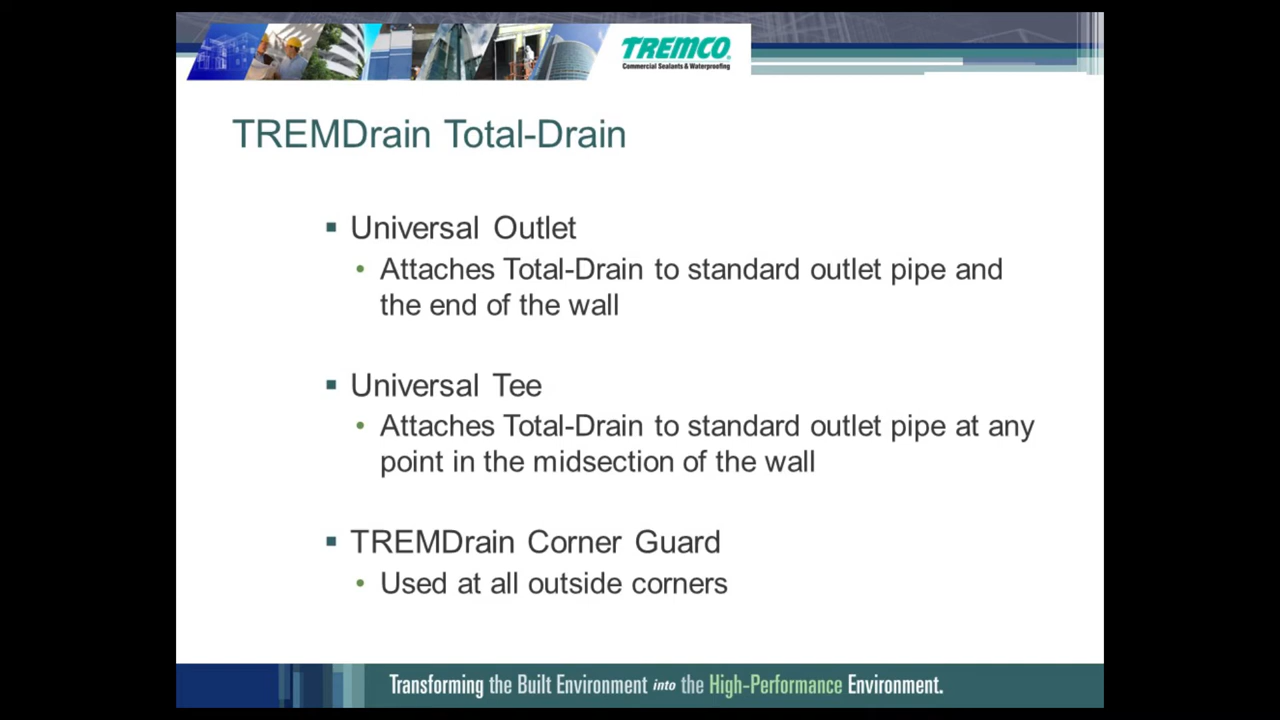 TREMCO
Commercial Sealants & Waterproofing
TREMDrain Total-Drain
▪ Universal Outlet
• Attaches Total-Drain to standard outlet pipe and
the end of the wall
▪ Universal Tee
• Attaches Total-Drain to standard outlet pipe at any
point in the midsection of the wall
▪ TREMDrain Corner Guard
• Used at all outside corners
Transforming the Built Environment into the High-Performance Environment.